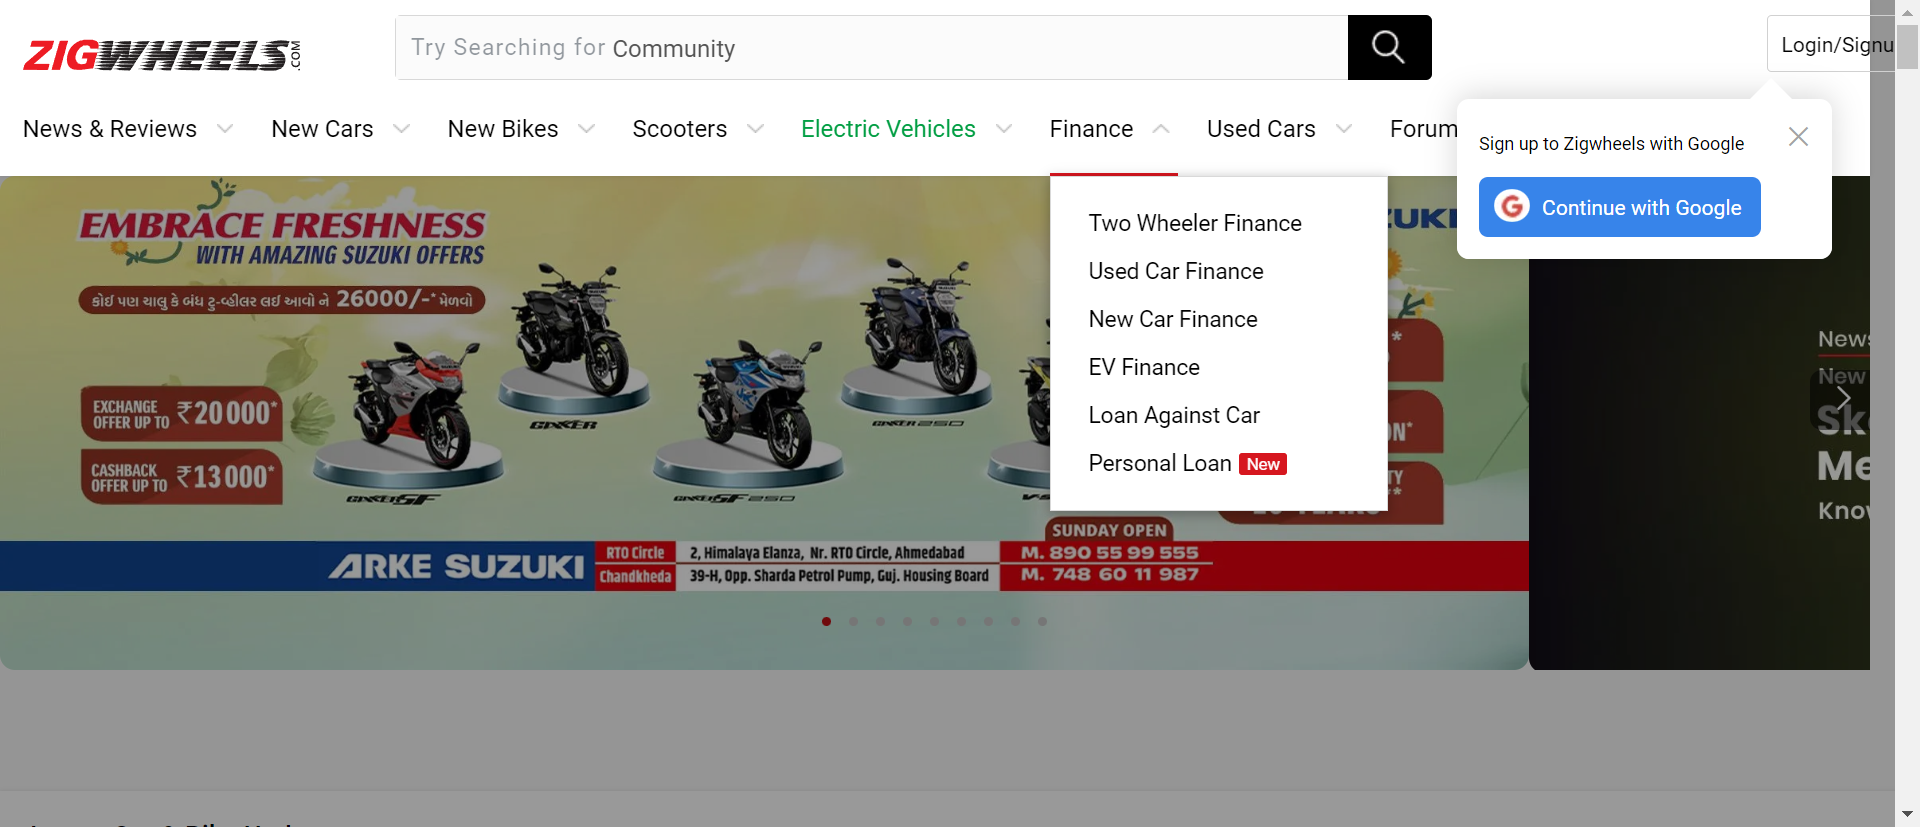 ZIGWHEELS.COM
Try Searching for Community
Login/Signu
News & Reviews
New Cars
New Bikes
Scooters
Electric Vehicles
Finance
Used Cars
Forum
Sign up to Zigwheels with Google
Continue with Google
Two Wheeler Finance
Used Car Finance
New Car Finance
EV Finance
Loan Against Car
Personal Loan New
EMBRACE FRESHNESS
WITH AMAZING SUZUKI OFFERS
કોઈ પણ ચાલુ કે બંધ ટુ-વ્હીલર લઈ આવો ને 26000/-* મેળવો
EXCHANGE
OFFER UP TO ₹20000*
CASHBACK
OFFER UP TO ₹13000*
GIXXER
GIXXER 250
GIXXER SF
GIXXER SF 250
SUNDAY OPEN
ARKE SUZUKI
RTO Circle
2, Himalaya Elanza, Nr. RTO Circle, Ahmedabad
M. 890 55 99 555
Chandkheda
39-H, Opp. Sharda Petrol Pump, Guj. Housing Board
M. 748 60 11 987
News
New
Sk
Me
Know